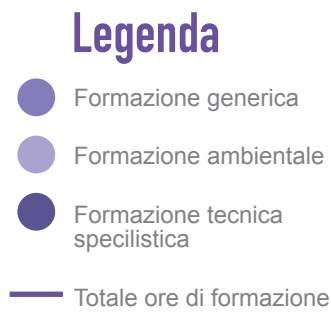 Legenda
Formazione generica
Formazione ambientale
Formazione tecnica
specilistica
Totale ore di formazione